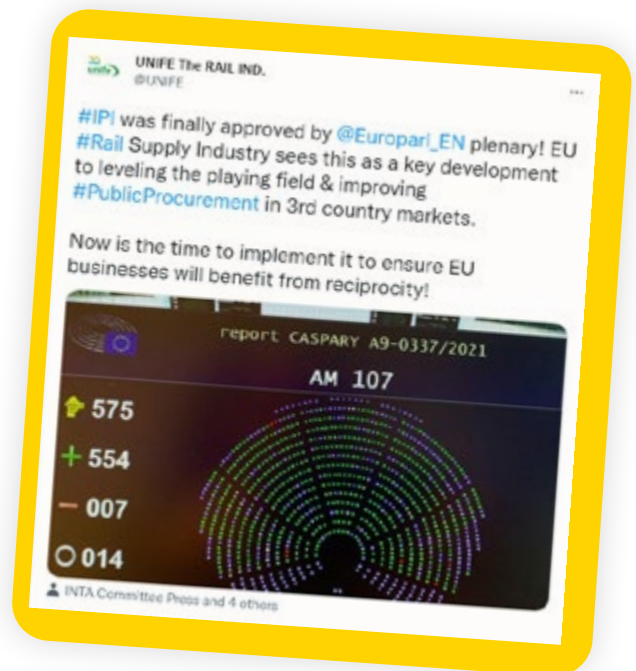 unife
UNIFE The RAIL IND.
@UNIFE
#IPI was finally approved by @Europarl_EN plenary! EU
#Rail Supply Industry sees this as a key development
to leveling the playing field & improving
#PublicProcurement in 3rd country markets.
Now is the time to implement it to ensure EU
businesses will benefit from reciprocity!
report CASPARY A9-0337/2021
AM 107
575
+ 554
- 007
014
INTA Committee Press and 4 others